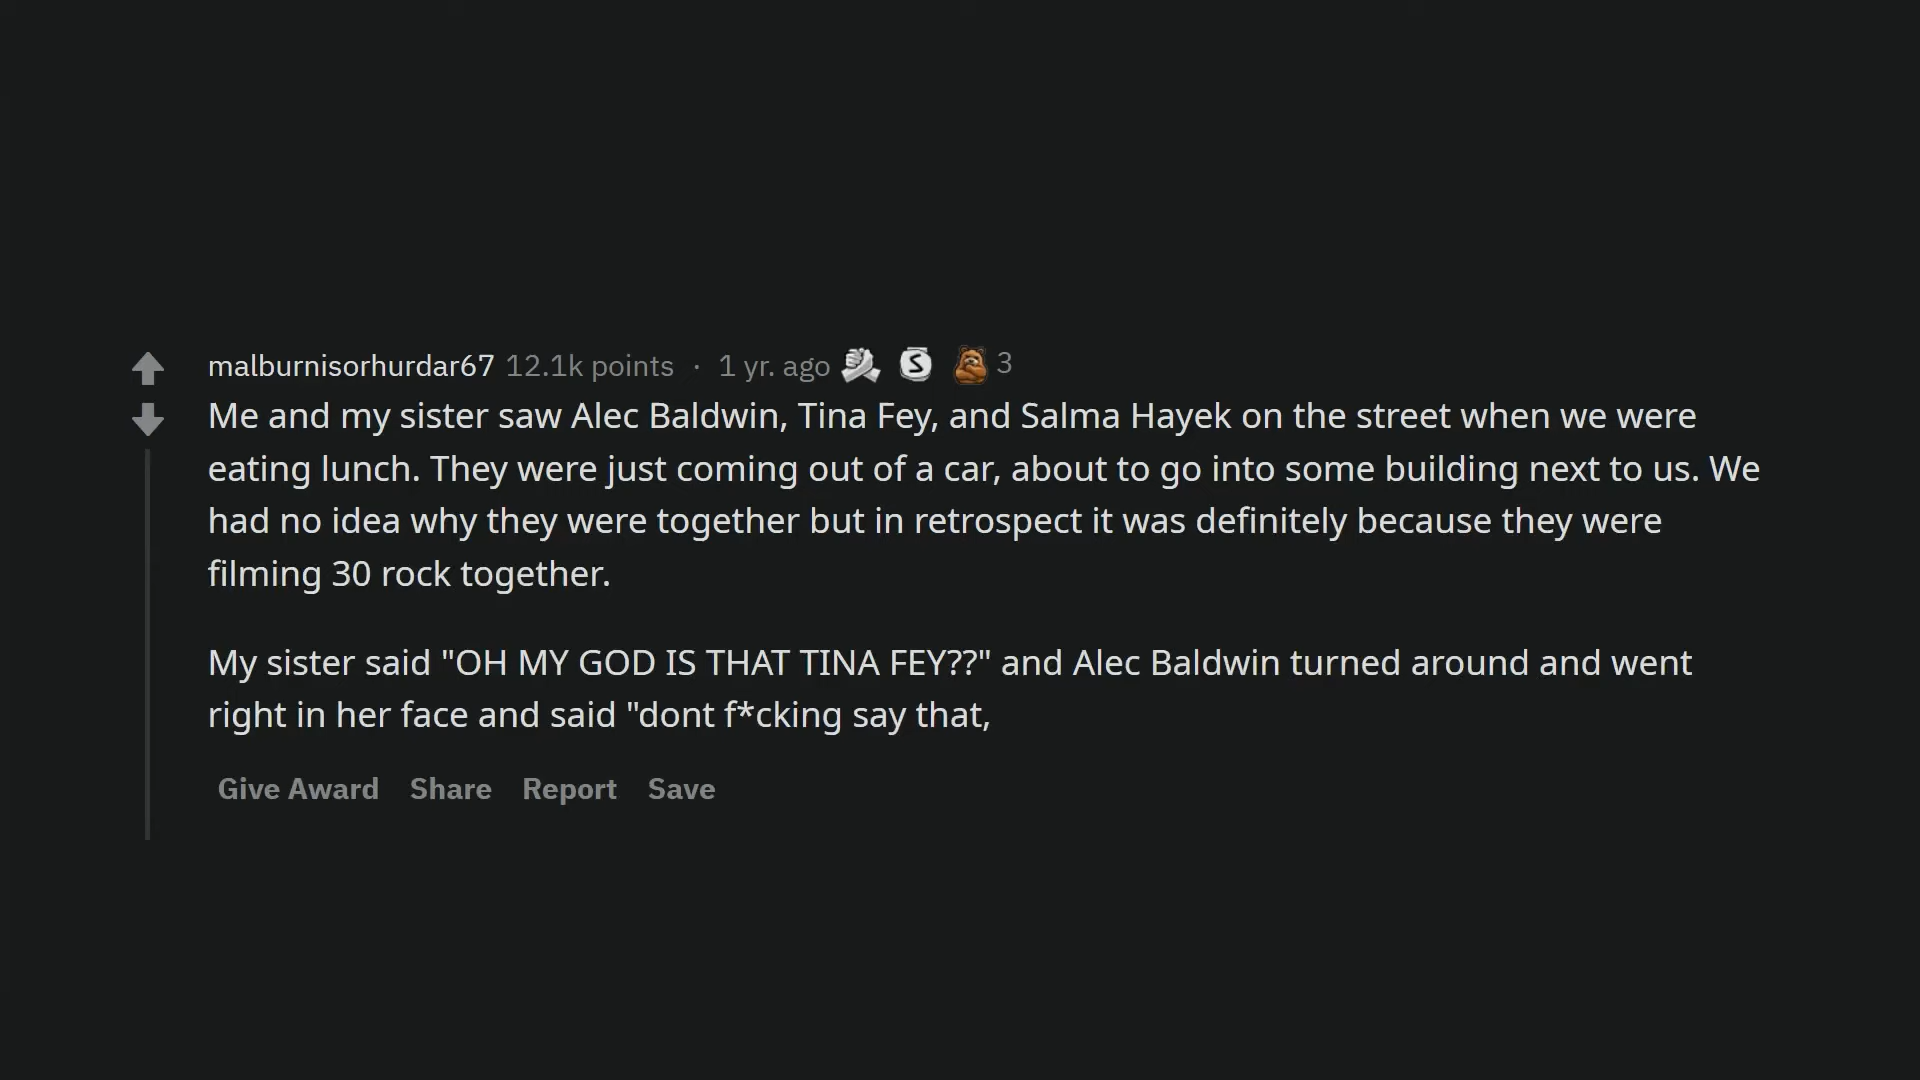 malburnisorhurdar67 12.1k points · 1 yr. ago 3
Me and my sister saw Alec Baldwin, Tina Fey, and Salma Hayek on the street when we were
eating lunch. They were just coming out of a car, about to go into some building next to us. We
had no idea why they were together but in retrospect it was definitely because they were
filming 30 rock together.
My sister said "OH MY GOD IS THAT TINA FEY??" and Alec Baldwin turned around and went
right in her face and said "dont f*cking say that,
Give Award Share Report Save